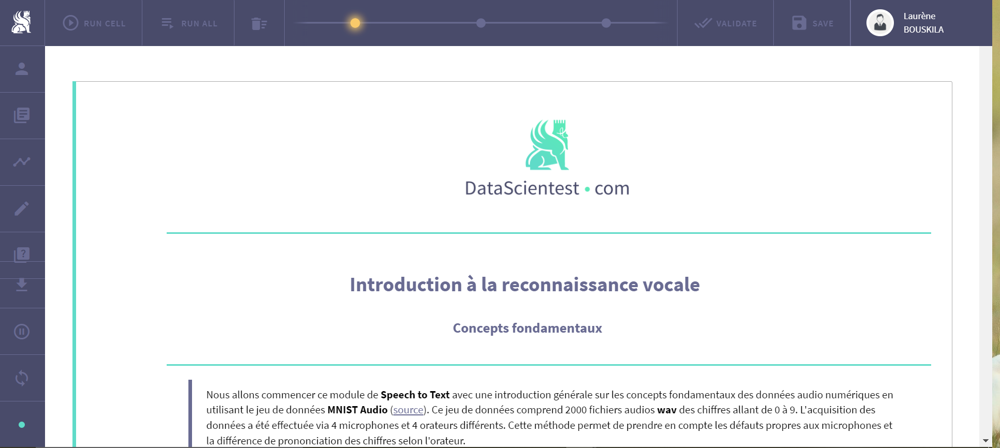 RUN CELL
RUN ALL
VALIDATE
SAVE
Laurène
BOUSKILA
DataScientest • com
Introduction à la reconnaissance vocale
Concepts fondamentaux
Nous allons commencer ce module de Speech to Text avec une introduction générale sur les concepts fondamentaux des données audio numériques en
utilisant le jeu de données MNIST Audio (source). Ce jeu de données comprend 2000 fichiers audios wav des chiffres allant de 0 à 9. L'acquisition des
données a été effectuée via 4 microphones et 4 orateurs différents. Cette méthode permet de prendre en compte les défauts propres aux microphones et
la différence de prononciation des chiffres selon l'orateur.